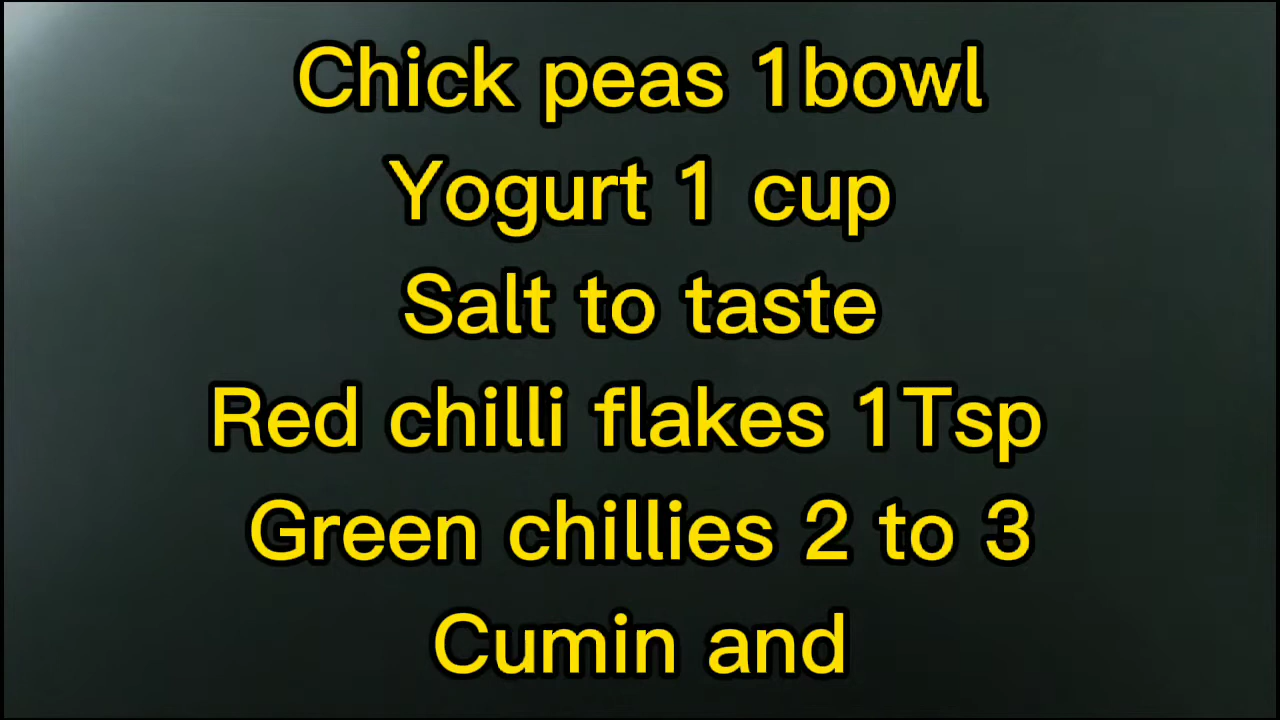 Chick peas 1bowl
Yogurt 1 cup
Salt to taste
Red chilli flakes 1Tsp
Green chillies 2 to 3
Cumin and